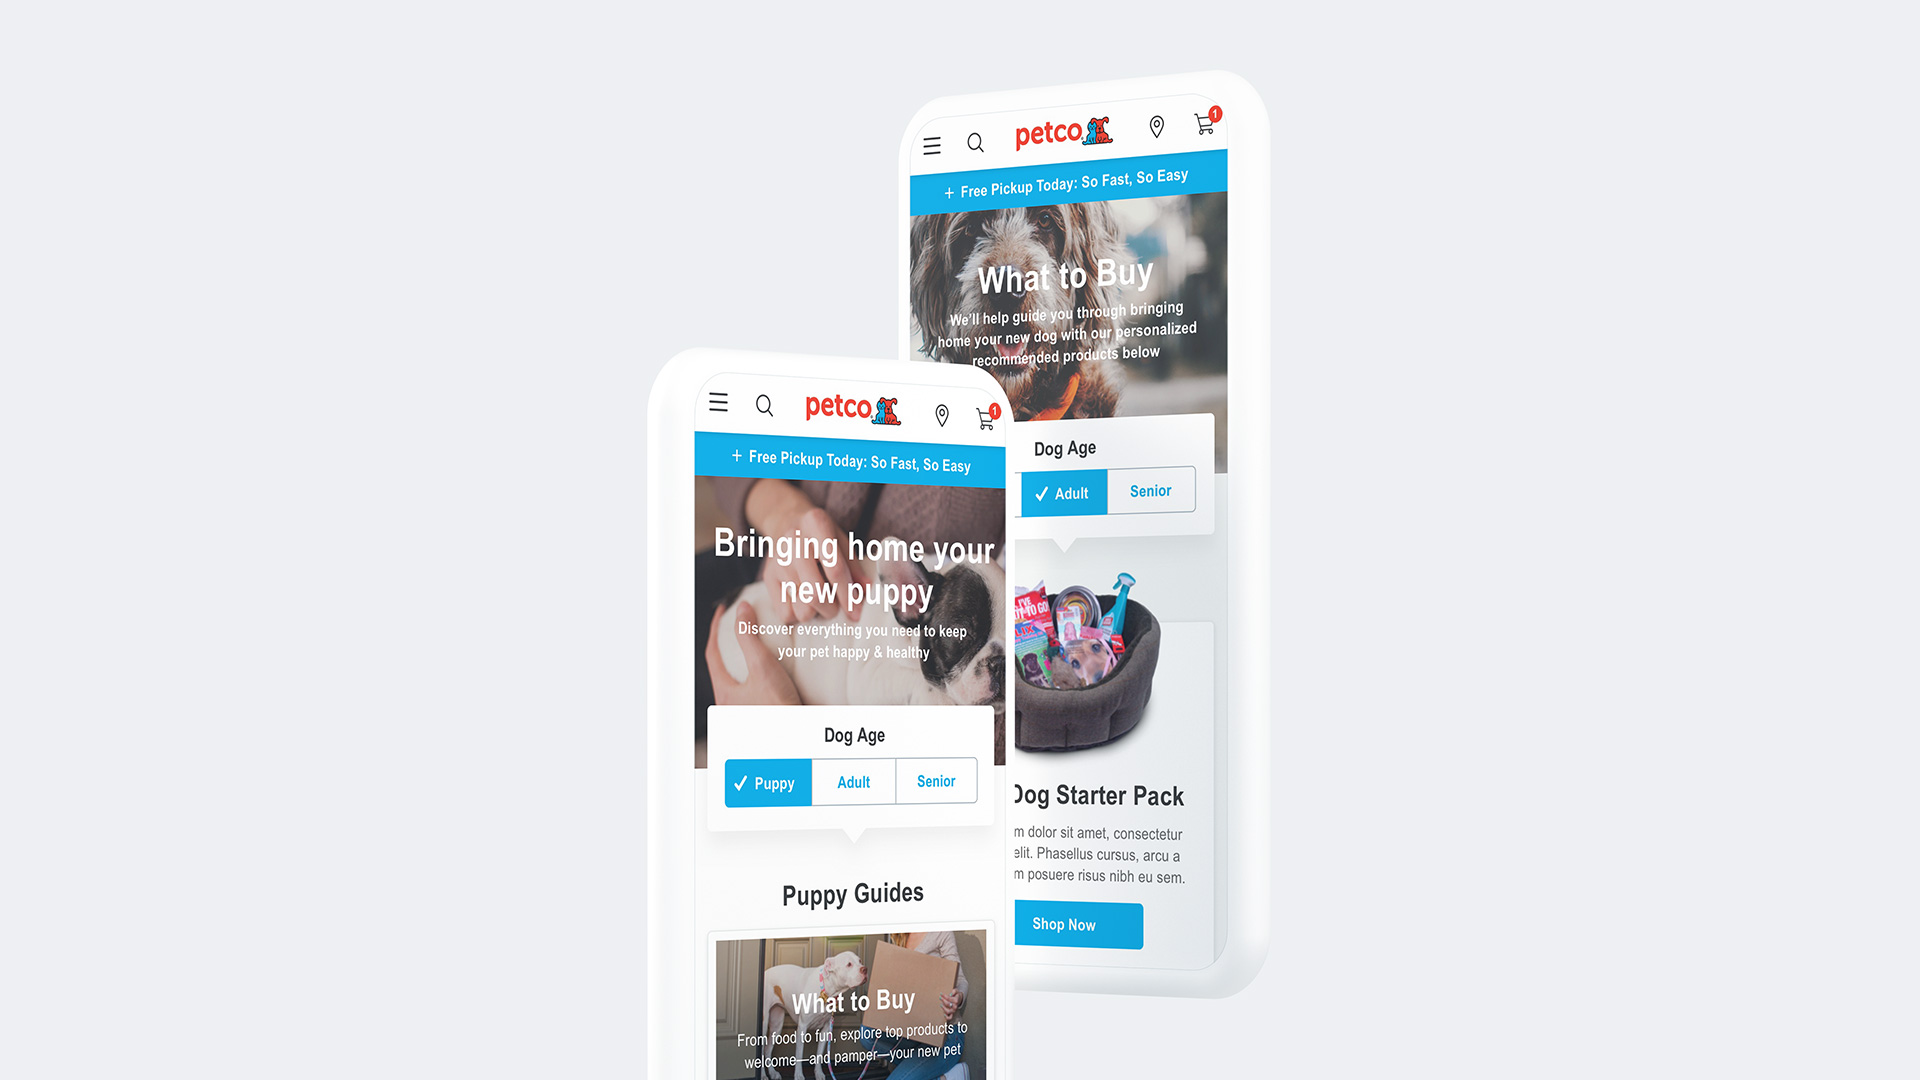 petco
1
+ Free Pickup Today: So Fast, So Easy
What to Buy
We'll help guide you through bringing
home your new dog with our personalized
recommended products below
Dog Age
✓ Adult
Senior
Dog Starter Pack
dolor sit amet, consectetur
elit. Phasellus cursus, arcu a
posuere risus nibh eu sem.
Shop Now
petco
1
+ Free Pickup Today: So Fast, So Easy
Bringing home your
new puppy
Discover everything you need to keep
your pet happy & healthy
Dog Age
✓ Puppy
Adult
Senior
Puppy Guides
What to Buy
From food to fun, explore top products to
welcome—and pamper—your new pet